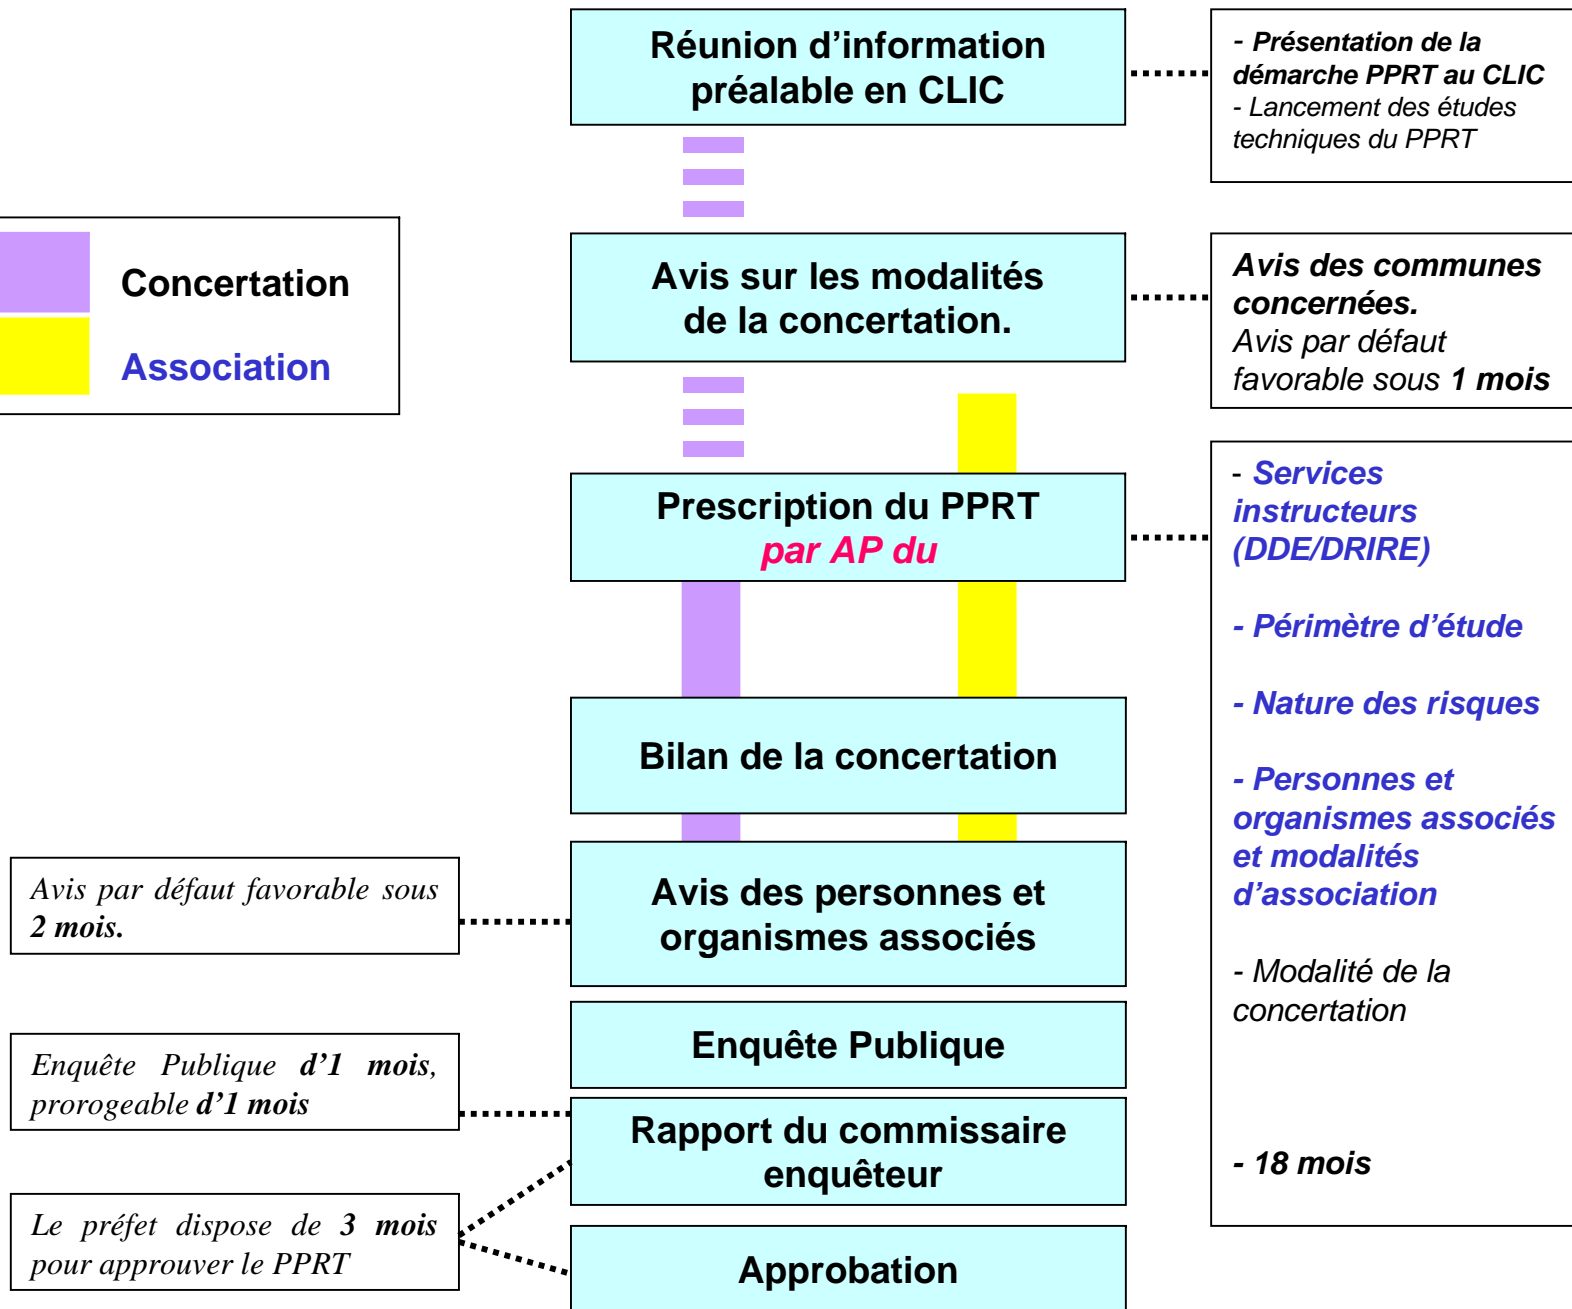 Réunion d’information
préalable en CLIC
- Présentation de la
démarche PPRT au CLIC
- Lancement des études
techniques du PPRT
Concertation
Association
Avis sur les modalités
de la concertation.
Avis des communes
concernées.
Avis par défaut
favorable sous 1 mois
Prescription du PPRT
par AP du
- Services
instructeurs
(DDE/DRIRE)
- Périmètre d’étude
- Nature des risques
- Personnes et
organismes associés
et modalités
d’association
- Modalité de la
concertation
- 18 mois
Bilan de la concertation
Avis par défaut favorable sous
2 mois.
Avis des personnes et
organismes associés
Enquête Publique
Enquête Publique d’1 mois,
prorogeable d’1 mois
Rapport du commissaire
enquêteur
Le préfet dispose de 3 mois
pour approuver le PPRT
Approbation